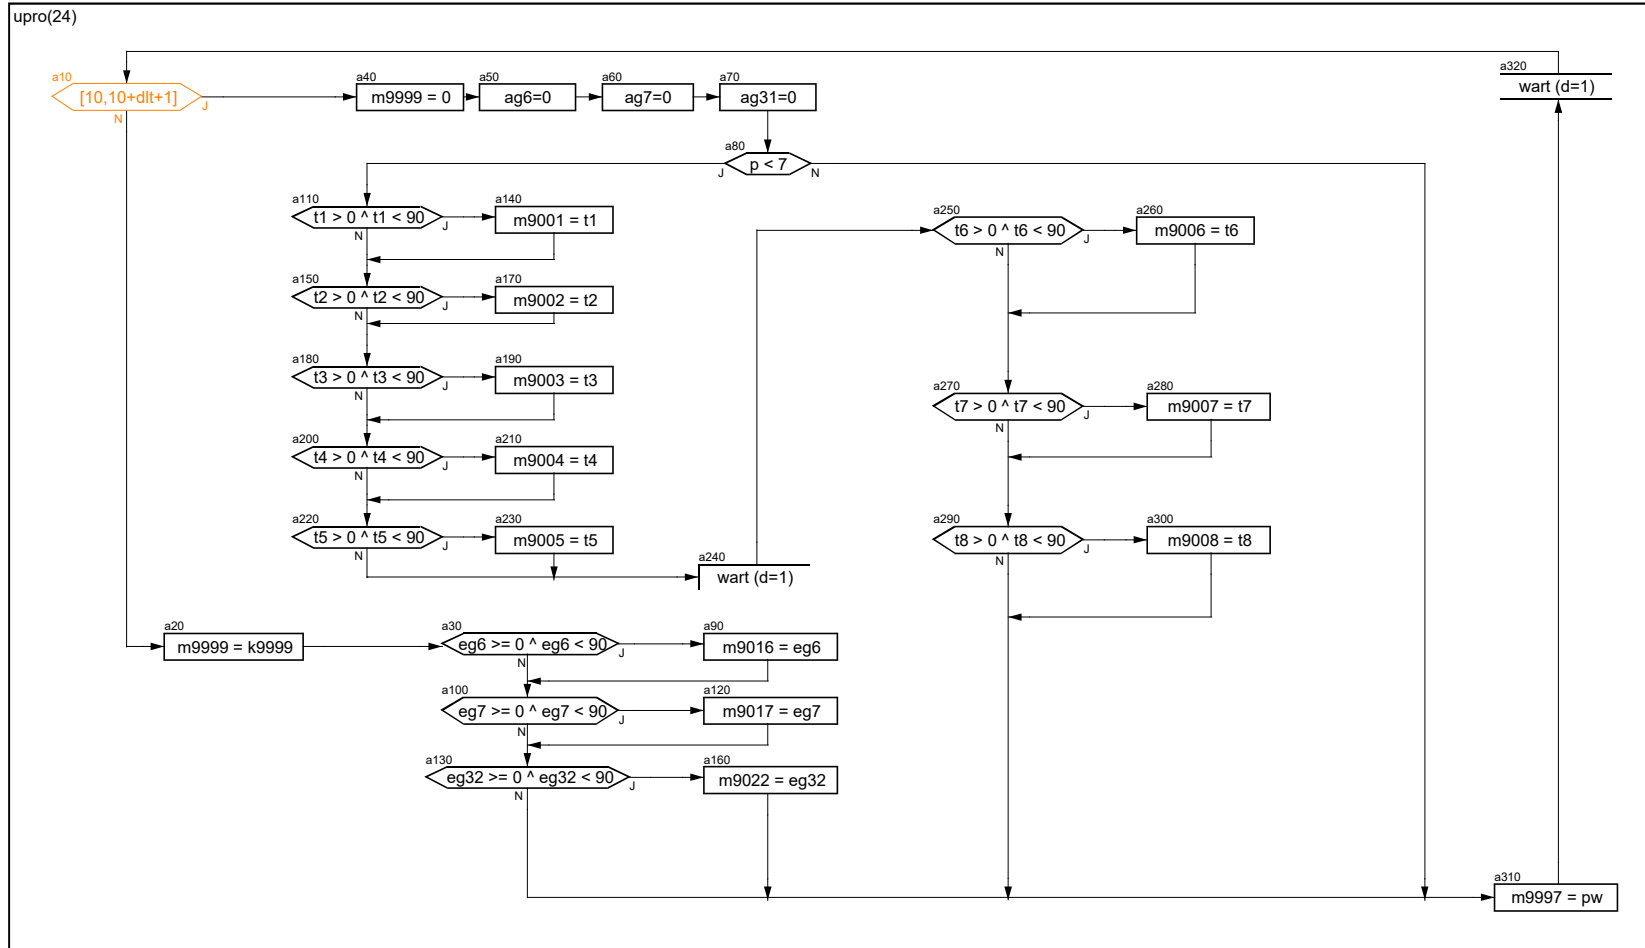 upro(24)
a10
[10,10+dlt+1]
J
N
a40
m9999 = 0
a50
ag6=0
a60
ag7=0
a70
ag31=0
a320
wart (d=1)
a80
p < 7
J
N
a110
t1 > 0 ^ t1 < 90
J
N
a140
m9001 = t1
a150
t2 > 0 ^ t2 < 90
J
N
a170
m9002 = t2
a180
t3 > 0 ^ t3 < 90
J
N
a190
m9003 = t3
a200
t4 > 0 ^ t4 < 90
J
N
a210
m9004 = t4
a220
t5 > 0 ^ t5 < 90
J
N
a230
m9005 = t5
a240
wart (d=1)
a250
t6 > 0 ^ t6 < 90
J
N
a260
m9006 = t6
a270
t7 > 0 ^ t7 < 90
J
N
a280
m9007 = t7
a290
t8 > 0 ^ t8 < 90
J
N
a300
m9008 = t8
a20
m9999 = k9999
a30
eg6 >= 0 ^ eg6 < 90
J
N
a90
m9016 = eg6
a100
eg7 >= 0 ^ eg7 < 90
J
N
a120
m9017 = eg7
a130
eg32 >= 0 ^ eg32 < 90
J
N
a160
m9022 = eg32
a310
m9997 = pw